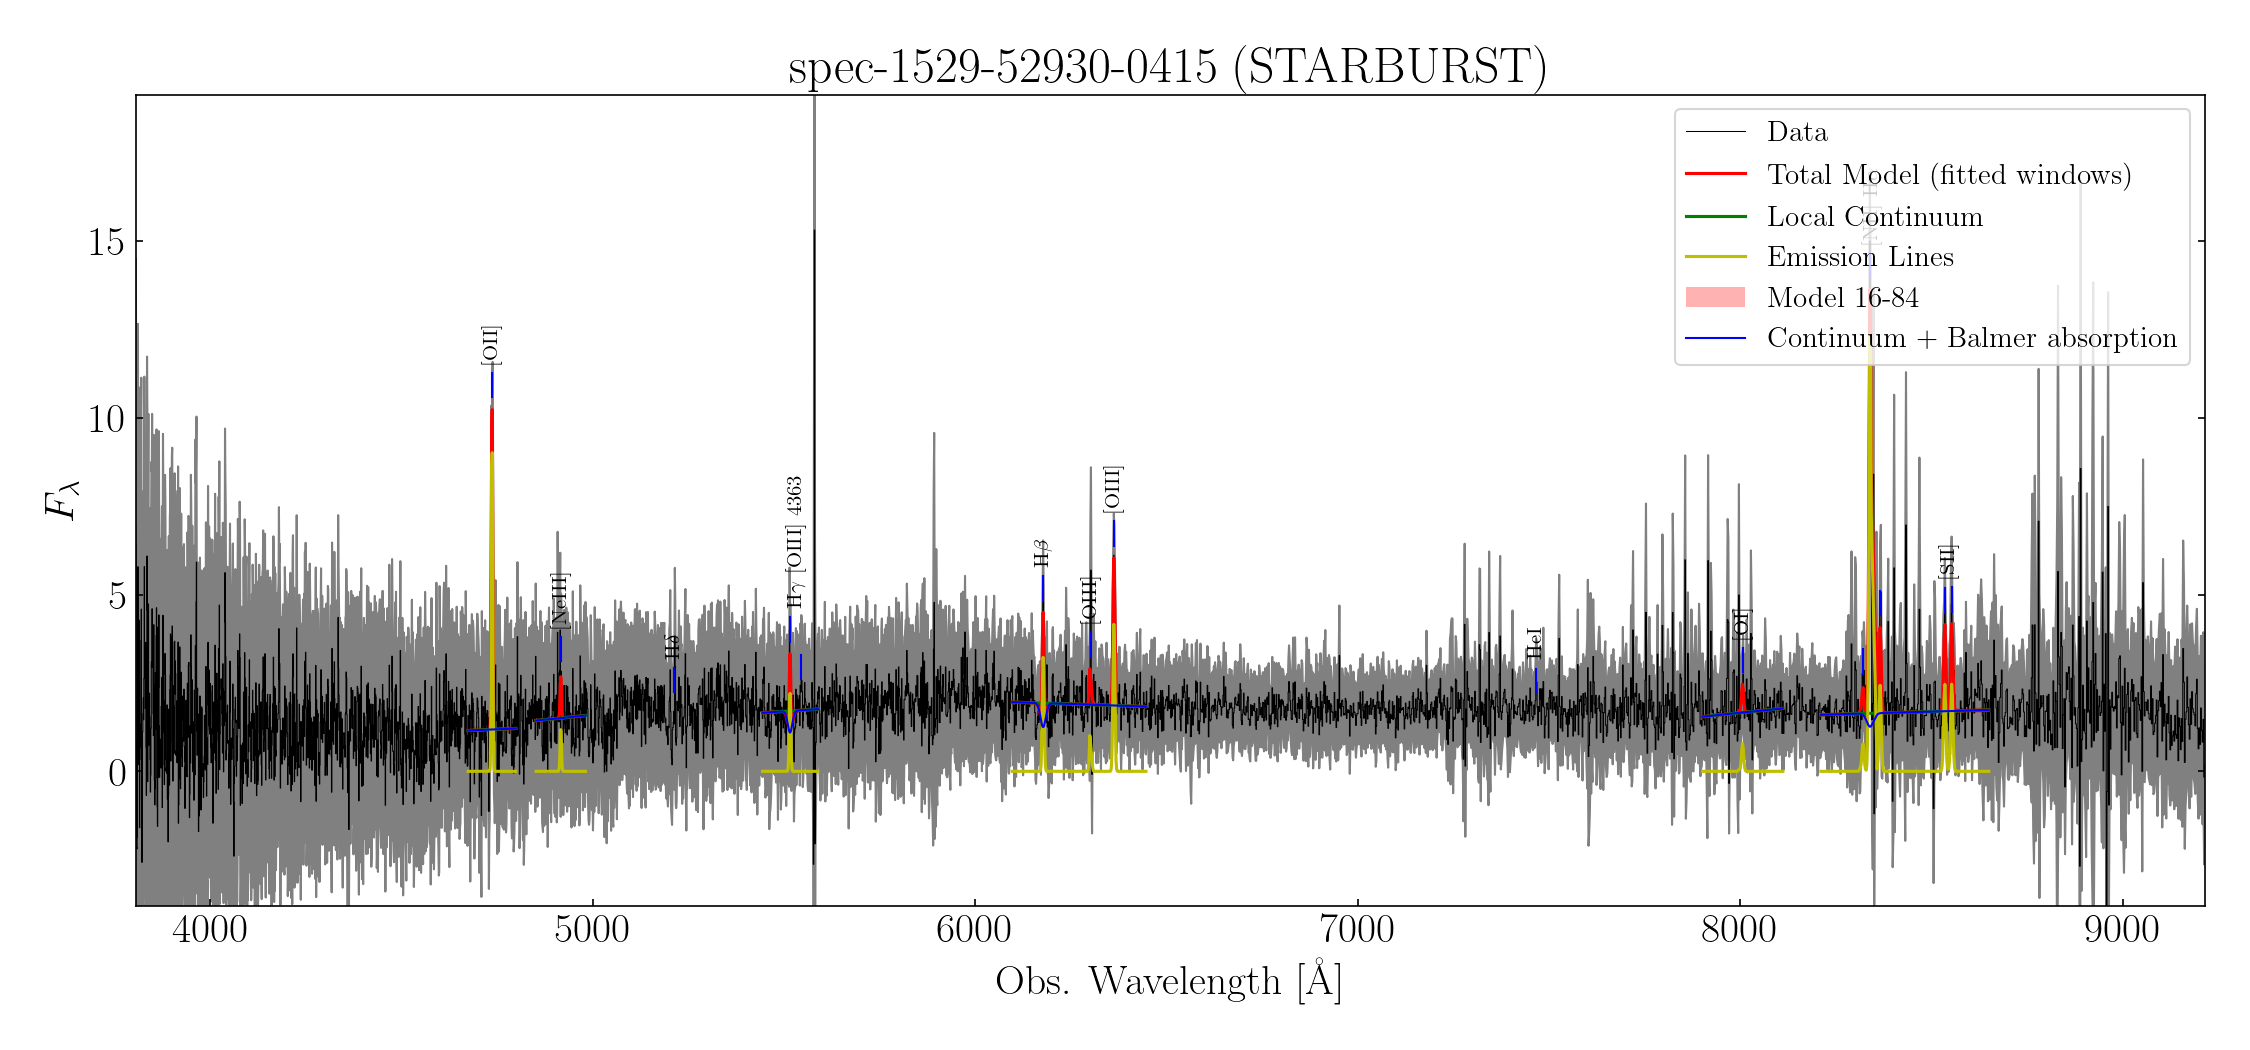 spec-1529-52930-0415 (STARBURST)
Data
Total Model (fitted windows)
Local Continuum
Emission Lines
Model 16-84
Continuum + Balmer absorption
[OII]
[NeIII]
Hδ
Hγ [OIII] 4363
Hβ
[OIII]
[OIII]
HeI
[OI]
[SII]
F_λ
15
10
5
0
4000 5000 6000 7000 8000 9000
Obs. Wavelength [Å]